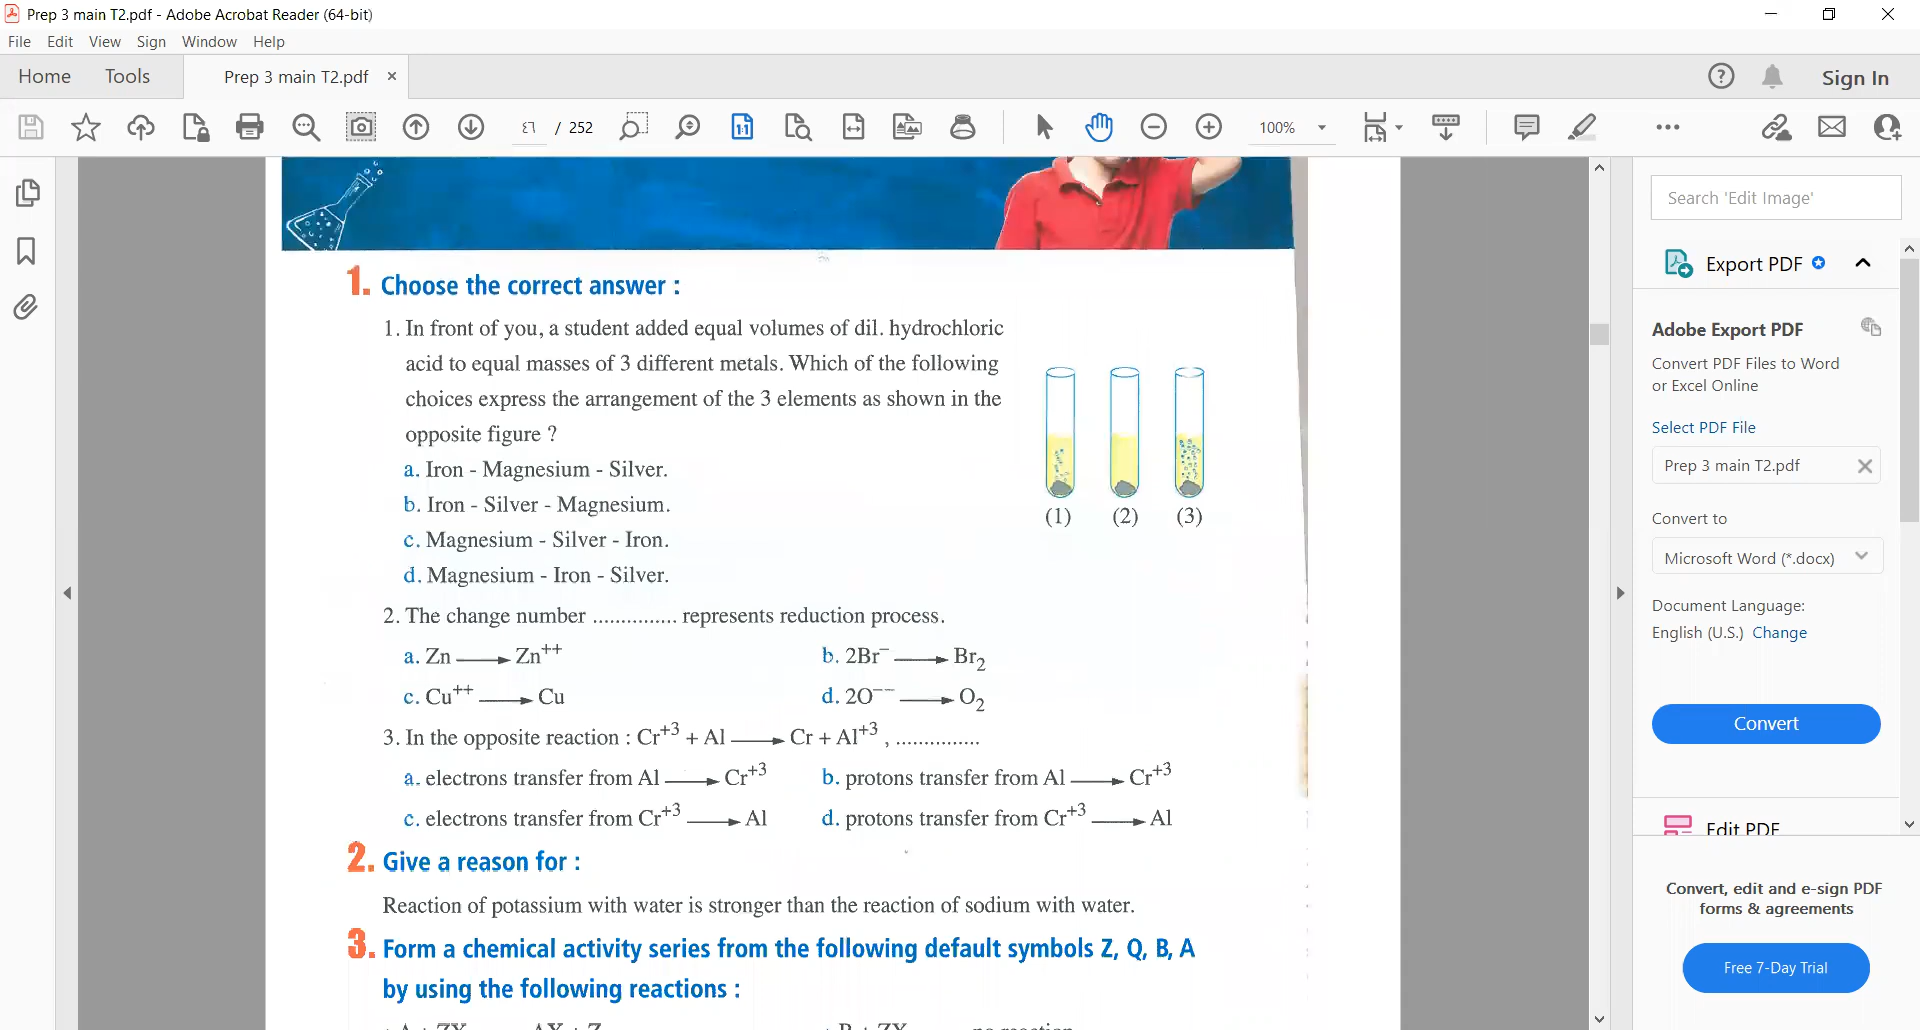 Prep 3 main T2.pdf - Adobe Acrobat Reader (64-bit)
File Edit View Sign Window Help
Home Tools Prep 3 main T2.pdf × Sign In
٤٦ / 252 100%
Search 'Edit Image'
Export PDF
Adobe Export PDF
Convert PDF Files to Word
or Excel Online
Select PDF File
Prep 3 main T2.pdf
Convert to
Microsoft Word (*.docx)
Document Language:
English (U.S.) Change
Convert
Edit PDF
Convert, edit and e-sign PDF
forms & agreements
Free 7-Day Trial
1. Choose the correct answer :
1. In front of you, a student added equal volumes of dil. hydrochloric
acid to equal masses of 3 different metals. Which of the following
choices express the arrangement of the 3 elements as shown in the
opposite figure ?
a. Iron - Magnesium - Silver.
b. Iron - Silver - Magnesium.
c. Magnesium - Silver - Iron.
d. Magnesium - Iron - Silver.
(1) (2) (3)
2. The change number ............... represents reduction process.
a. Zn ⟶ Zn⁺⁺ b. 2Br⁻ ⟶ Br₂
c. Cu⁺⁺ ⟶ Cu d. 2O⁻⁻ ⟶ O₂
3. In the opposite reaction : Cr⁺³ + Al ⟶ Cr + Al⁺³ , ...............
a. electrons transfer from Al ⟶ Cr⁺³ b. protons transfer from Al ⟶ Cr⁺³
c. electrons transfer from Cr⁺³ ⟶ Al d. protons transfer from Cr⁺³ ⟶ Al
2. Give a reason for :
Reaction of potassium with water is stronger than the reaction of sodium with water.
3. Form a chemical activity series from the following default symbols Z, Q, B, A
by using the following reactions :